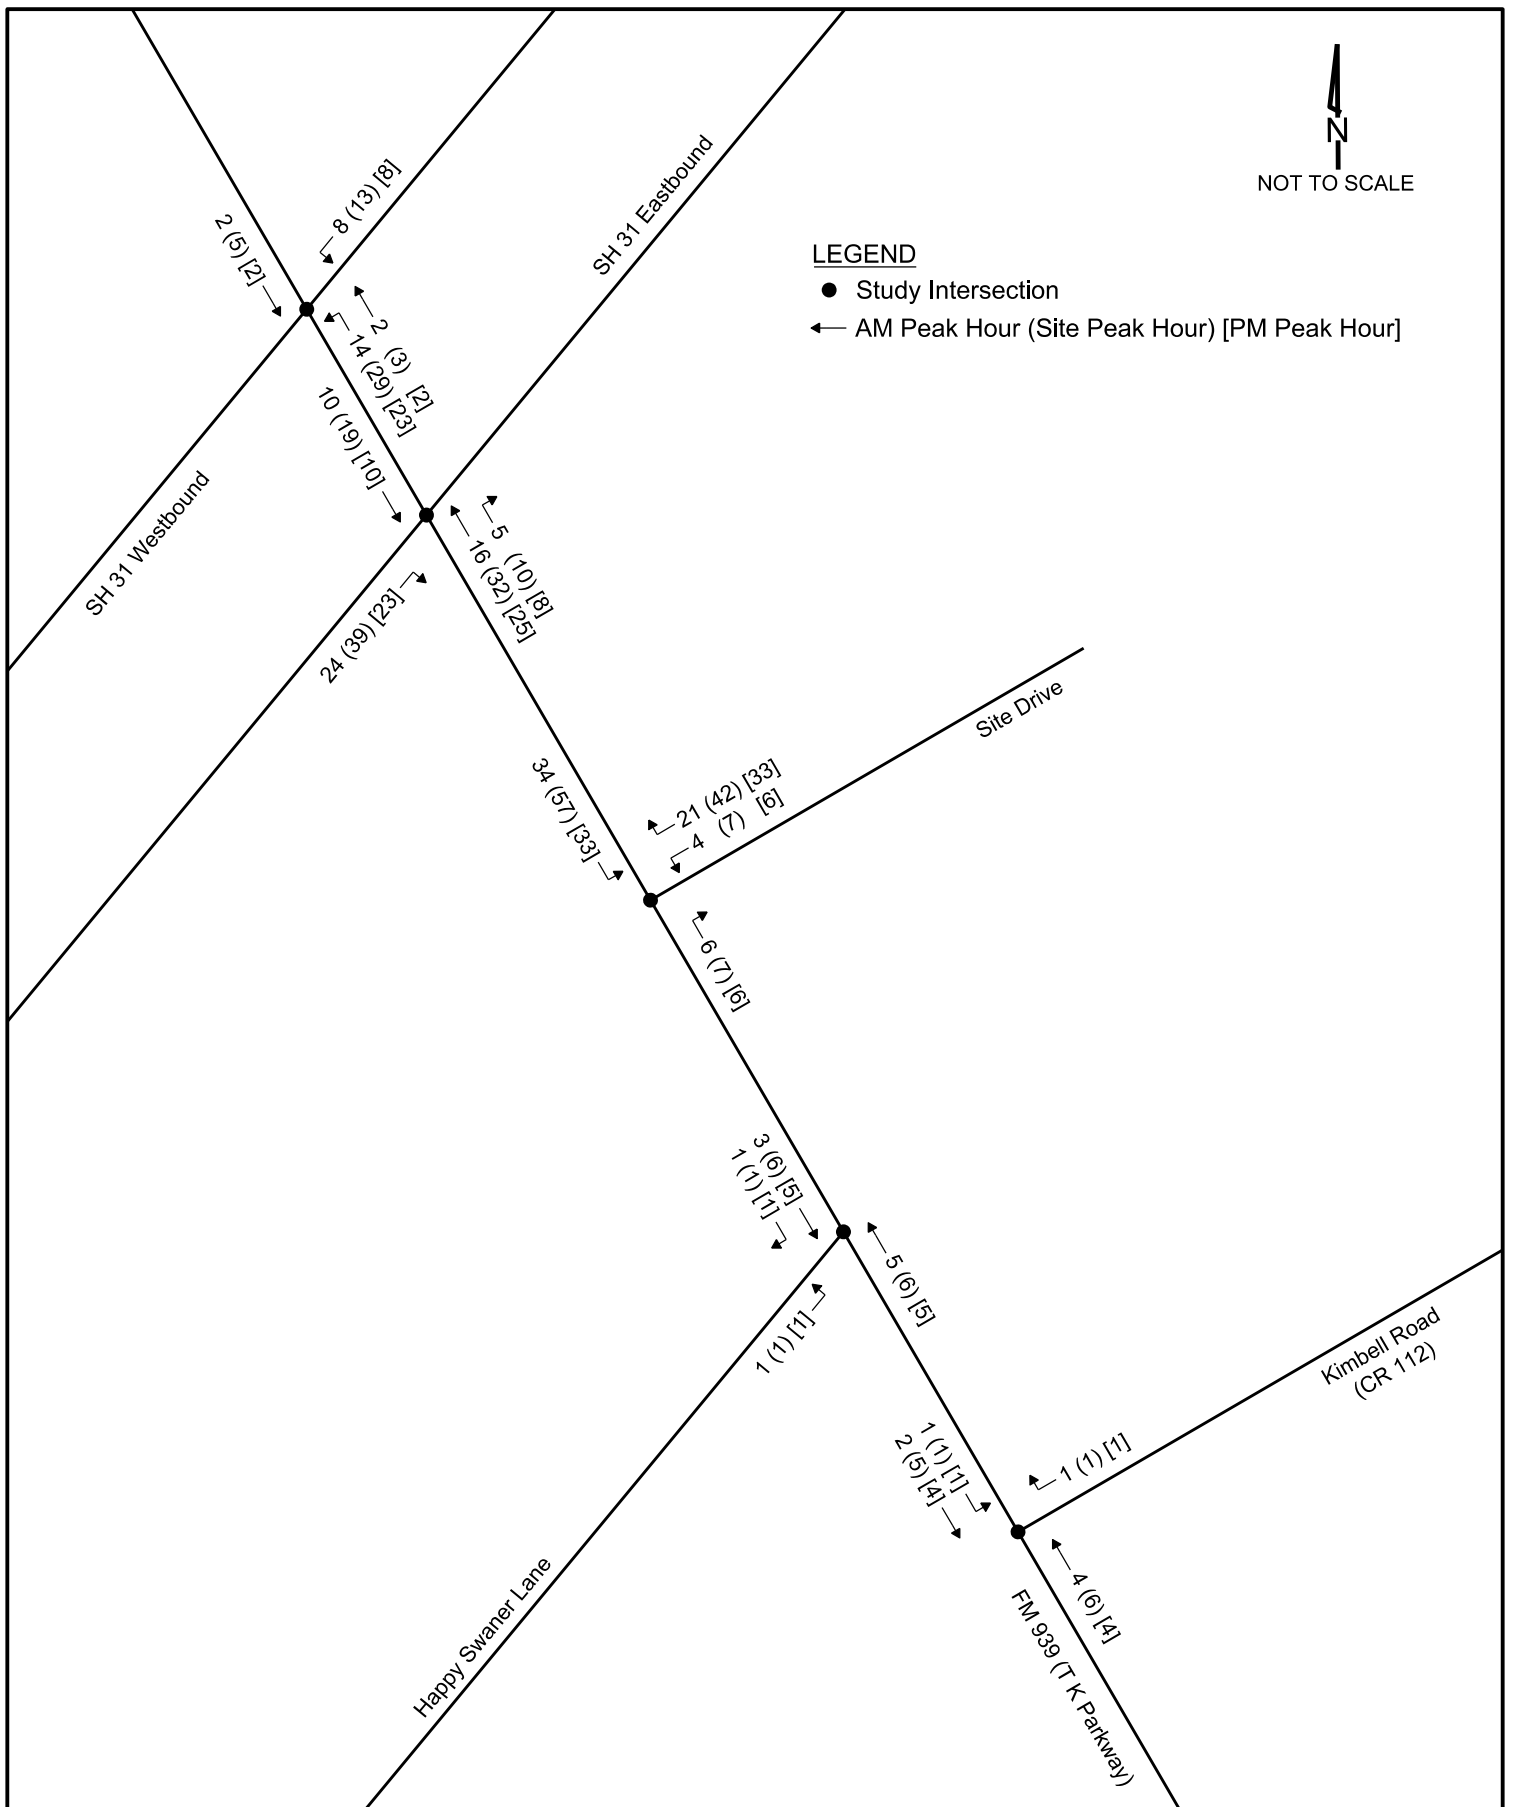 N
NOT TO SCALE
LEGEND
Study Intersection
AM Peak Hour (Site Peak Hour) [PM Peak Hour]
8 (13) [8]
SH 31 Eastbound
2 (5) [2]
2 (3) [2]
14 (29) [23]
10 (19) [10]
SH 31 Westbound
5 (10) [8]
16 (32) [25]
24 (39) [23]
Site Drive
34 (57) [33]
21 (42) [33]
4 (7) [6]
6 (7) [6]
3 (6) [5]
1 (1) [1]
5 (6) [5]
1 (1) [1]
Kimbell Road
(CR 112)
1 (1) [1]
2 (5) [4]
1 (1) [1]
4 (6) [4]
Happy Swaner Lane
FM 939 (T K Parkway)